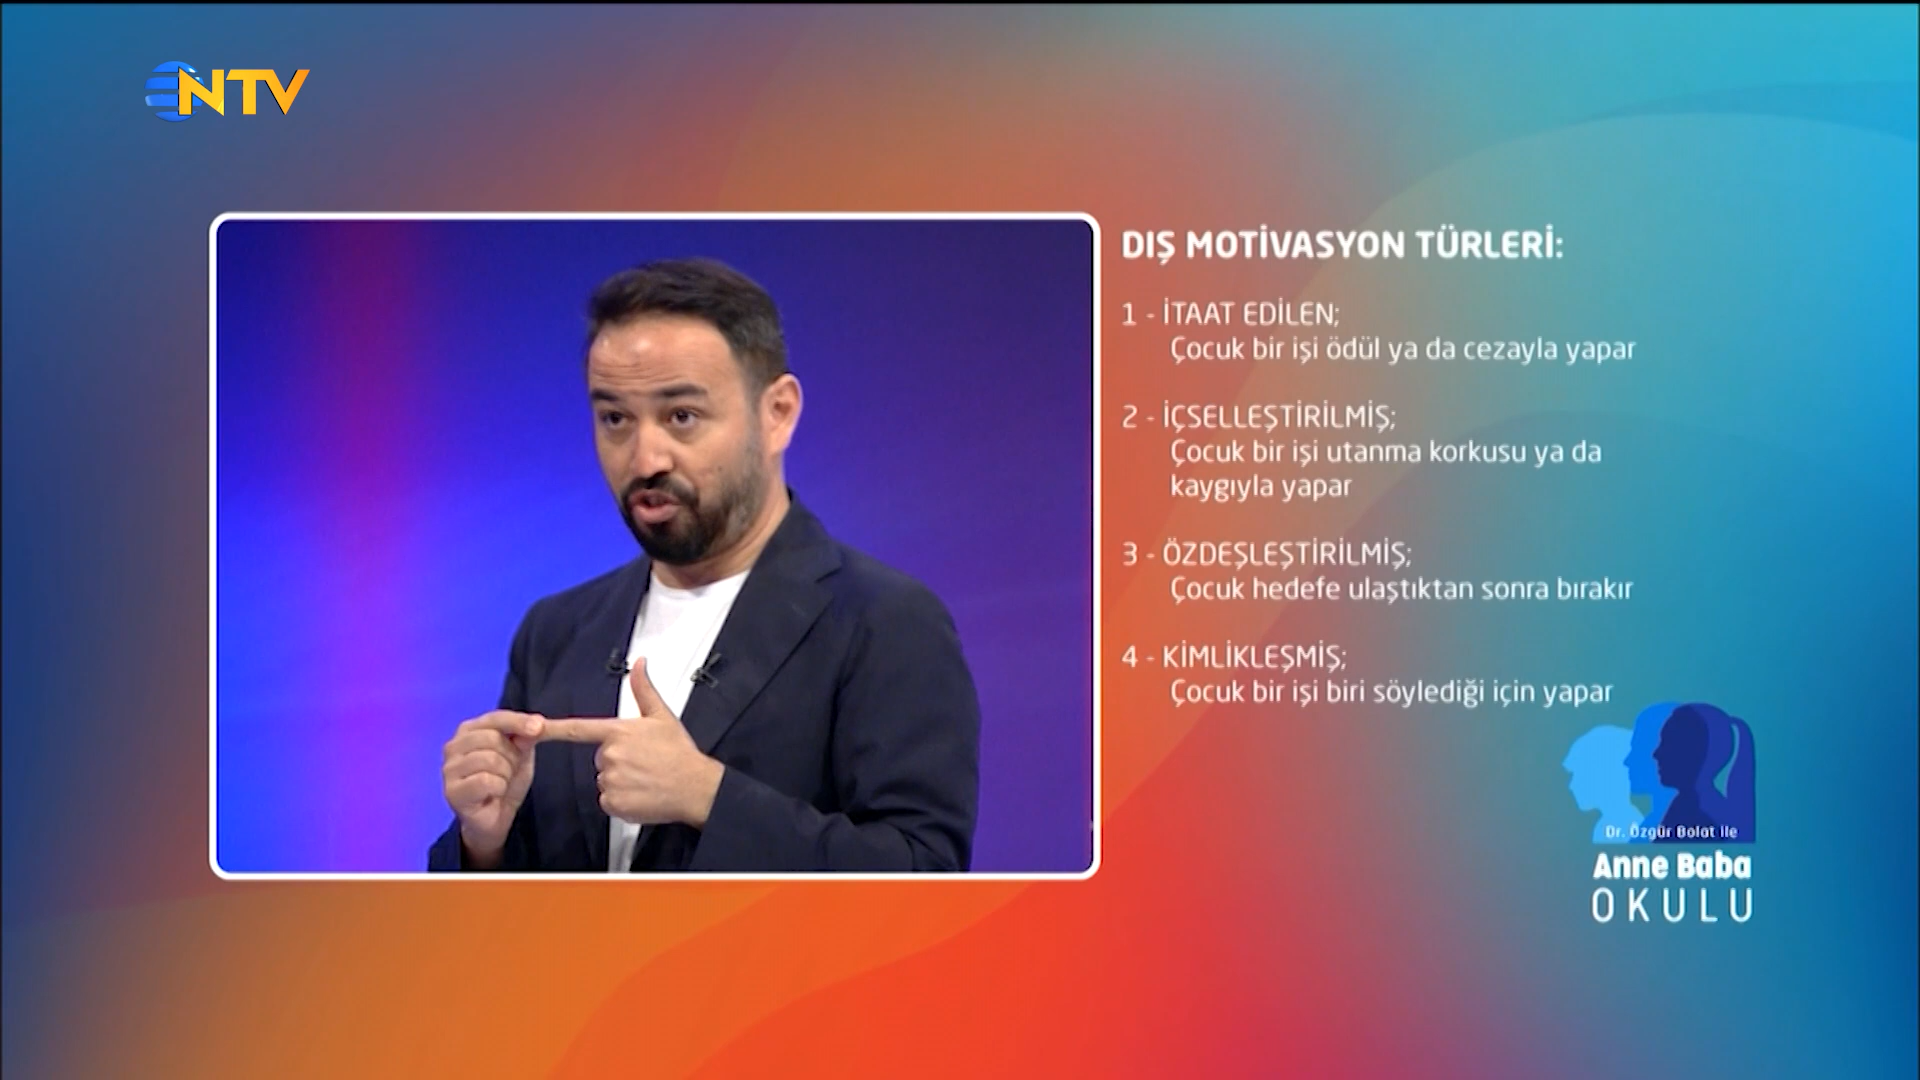 NTV
DIŞ MOTİVASYON TÜRLERİ:
1 - İTAAT EDİLEN;
Çocuk bir işi ödül ya da cezayla yapar
2 - İÇSELLEŞTİRİLMİŞ;
Çocuk bir işi utanma korkusu ya da
kaygıyla yapar
3 - ÖZDEŞLEŞTİRİLMİŞ;
Çocuk hedefe ulaştıktan sonra bırakır
4 - KİMLİKLEŞMİŞ;
Çocuk bir işi biri söylediği için yapar
Dr. Özgür Bolat ile
Anne Baba
OKULU